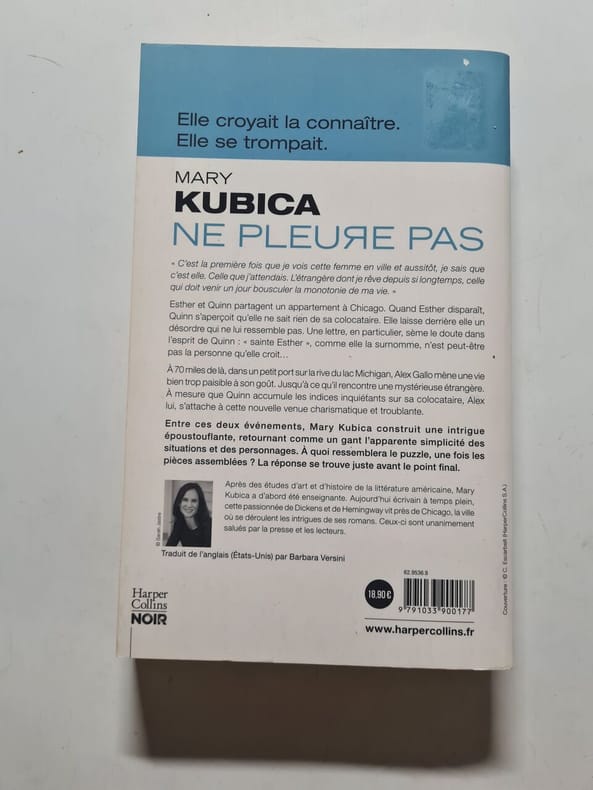 Elle croyait la connaître.
Elle se trompait.
MARY
KUBICA
NE PLEUЯE PAS
« C'est la première fois que je vois cette femme en ville et aussitôt, je sais que
c'est elle. Celle que j'attendais. L'étrangère dont je rêve depuis si longtemps, celle
qui doit venir un jour bousculer la monotonie de ma vie. »
Esther et Quinn partagent un appartement à Chicago. Quand Esther disparaît,
Quinn s'aperçoit qu'elle ne sait rien de sa colocataire. Elle laisse derrière elle un
désordre qui ne lui ressemble pas. Une lettre, en particulier, sème le doute dans
l'esprit de Quinn : « sainte Esther », comme elle la surnomme, n'est peut-être
pas la personne qu'elle croit...
À 70 miles de là, dans un petit port sur la rive du lac Michigan, Alex Gallo mène une vie
bien trop paisible à son goût. Jusqu'à ce qu'il rencontre une mystérieuse étrangère.
À mesure que Quinn accumule les indices inquiétants sur sa colocataire, Alex
lui, s'attache à cette nouvelle venue charismatique et troublante.
Entre ces deux événements, Mary Kubica construit une intrigue
époustouflante, retournant comme un gant l'apparente simplicité des
situations et des personnages. À quoi ressemblera le puzzle, une fois les
pièces assemblées ? La réponse se trouve juste avant le point final.
Après des études d'art et d'histoire de la littérature américaine, Mary
Kubica a d'abord été enseignante. Aujourd'hui écrivain à temps plein,
cette passionnée de Dickens et de Hemingway vit près de Chicago, la ville
où se déroulent les intrigues de ses romans. Ceux-ci sont unanimement
salués par la presse et les lecteurs.
© Sarah Jastre
Traduit de l'anglais (États-Unis) par Barbara Versini
62.9536.9
18,90 €
9 791033 900177
www.harpercollins.fr
Harper
Collins
NOIR
Couverture : © C. Escarbelt (HarperCollins S.A.)